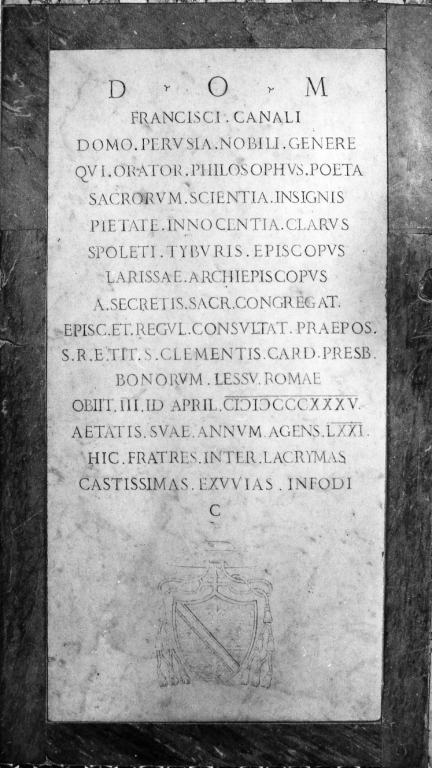 D · O · M
FRANCISCI . CANALI
DOMO . PERVSIA . NOBILI . GENERE
QVI . ORATOR . PHILOSOPHVS . POETA
SACRORVM . SCIENTIA . INSIGNIS
PIETATE . INNOCENTIA . CLARVS
SPOLETI . TYBVRIS . EPISCOPVS
LARISSAE . ARCHIEPISCOPVS
A . SECRETIS . SACR . CONGREGAT .
EPISC . ET . REGVL . CONSVLTAT . PRAEPOS .
S . R . E . TIT . S . CLEMENTIS . CARD . PRESB .
BONORVM . LESSV . ROMAE
OBIIT . III . ID APRIL . CIƆIƆCCCXXXV .
AETATIS . SVAE . ANNVM AGENS . LXXI .
HIC . FRATRES . INTER . LACRYMAS
CASTISSIMAS . EXVVIAS . INFODI
C